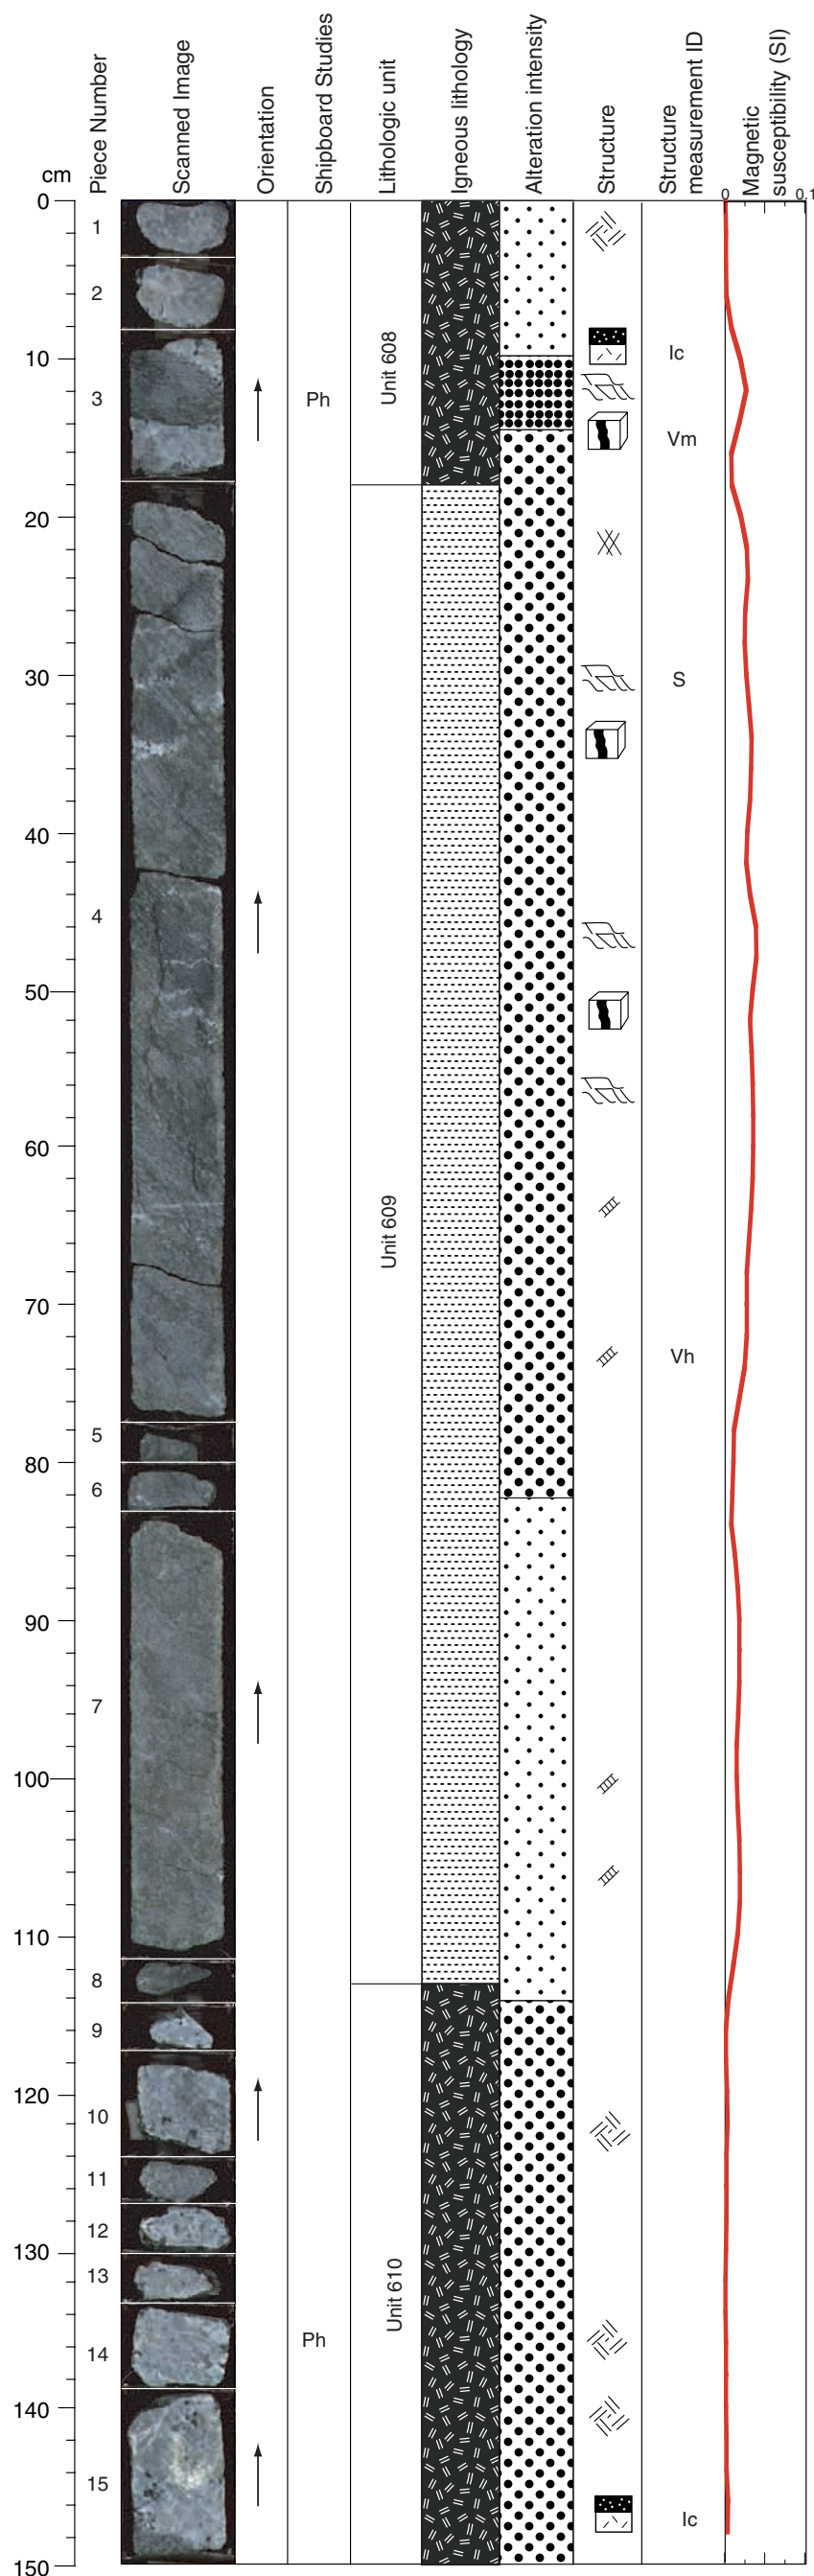 cm
Piece Number
Scanned Image
Orientation
Shipboard Studies
Lithologic unit
Igneous lithology
Alteration intensity
Structure
Structure
measurement ID
Magnetic
susceptibility (SI)
0 0.1
0
1
2
Unit 608
10
Ic
3
Ph
Vm
20
30
S
40
4
50
60
Unit 609
70
Vh
5
80
6
90
7
100
110
8
9
120
10
11
12
130
13
Unit 610
Ph
14
140
15
Ic
150